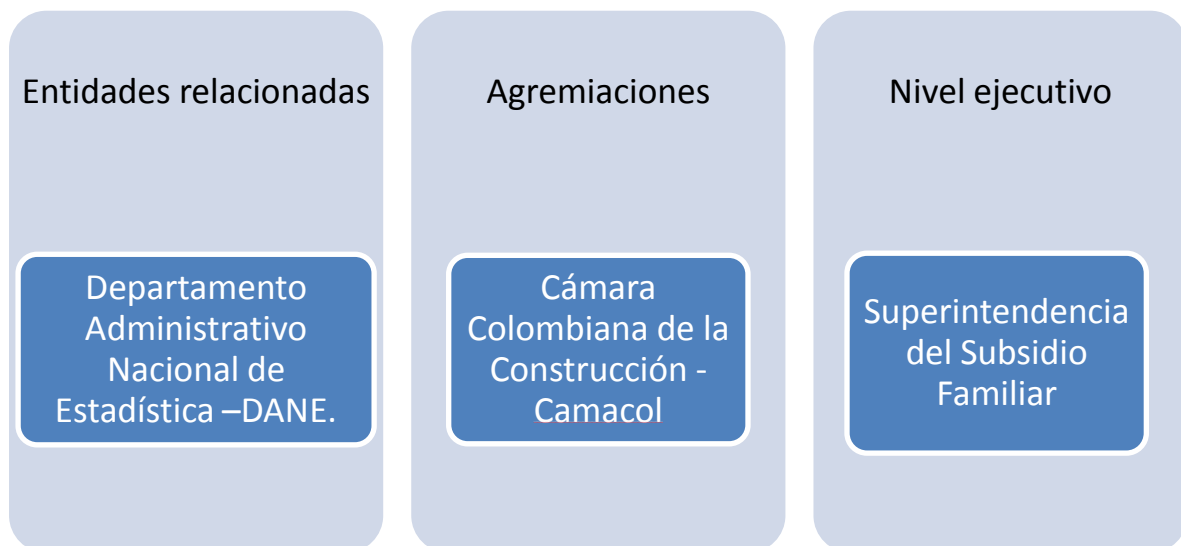 Entidades relacionadas
Departamento
Administrativo
Nacional de
Estadística –DANE.
Agremiaciones
Cámara
Colombiana de la
Construcción -
Camacol
Nivel ejecutivo
Superintendencia
del Subsidio
Familiar